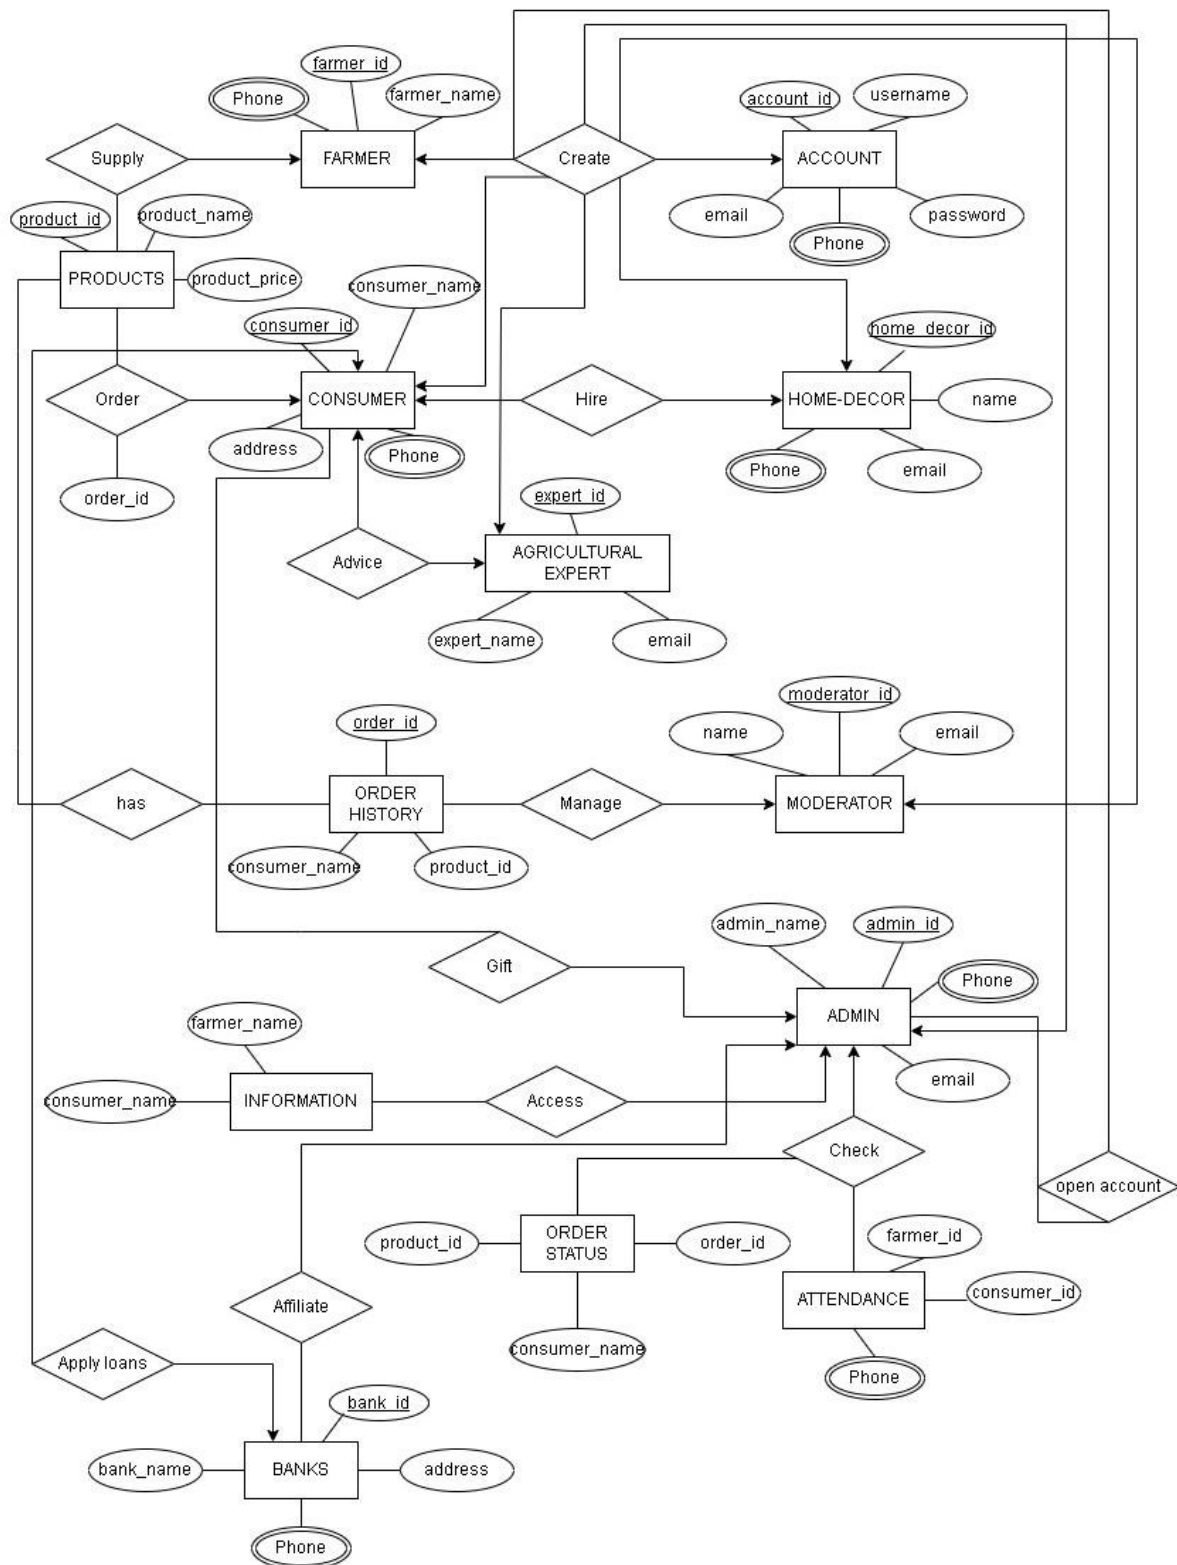 farmer_id
Phone
farmer_name
account_id
username
Supply
FARMER
Create
ACCOUNT
product_id
product_name
email
Phone
password
PRODUCTS
product_price
consumer_name
consumer_id
home_decor_id
Order
CONSUMER
Hire
HOME-DECOR
name
address
Phone
Phone
email
order_id
expert_id
Advice
AGRICULTURAL
EXPERT
expert_name
email
moderator_id
order_id
name
email
has
ORDER
HISTORY
Manage
MODERATOR
consumer_name
product_id
admin_name
admin_id
Gift
Phone
ADMIN
farmer_name
email
consumer_name
INFORMATION
Access
Check
open account
product_id
ORDER
STATUS
order_id
farmer_id
Affiliate
ATTENDANCE
consumer_id
consumer_name
Apply loans
Phone
bank_id
bank_name
BANKS
address
Phone